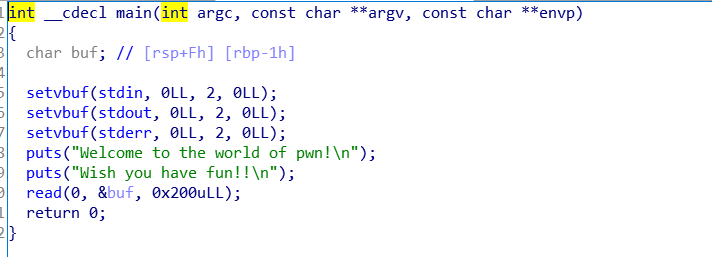 1 int __cdecl main(int argc, const char **argv, const char **envp)
2 {
3 char buf; // [rsp+Fh] [rbp-1h]
4
5 setvbuf(stdin, 0LL, 2, 0LL);
6 setvbuf(stdout, 0LL, 2, 0LL);
7 setvbuf(stderr, 0LL, 2, 0LL);
8 puts("Welcome to the world of pwn!\n");
9 puts("Wish you have fun!!\n");
0 read(0, &buf, 0x200uLL);
1 return 0;
2 }